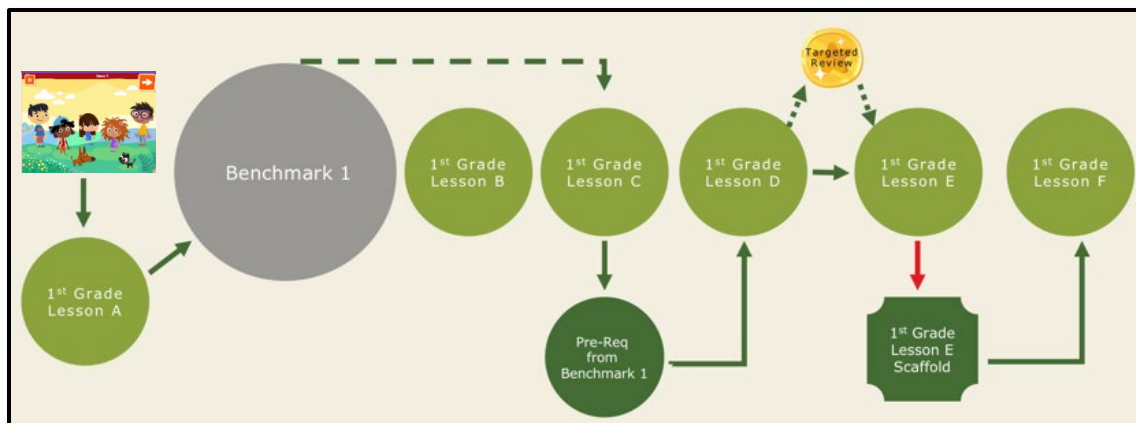 Targeted
Review
Benchmark 1
1st Grade
Lesson B
1st Grade
Lesson C
1st Grade
Lesson D
1st Grade
Lesson E
1st Grade
Lesson F
1st Grade
Lesson A
Pre-Req
from
Benchmark 1
1st Grade
Lesson E
Scaffold